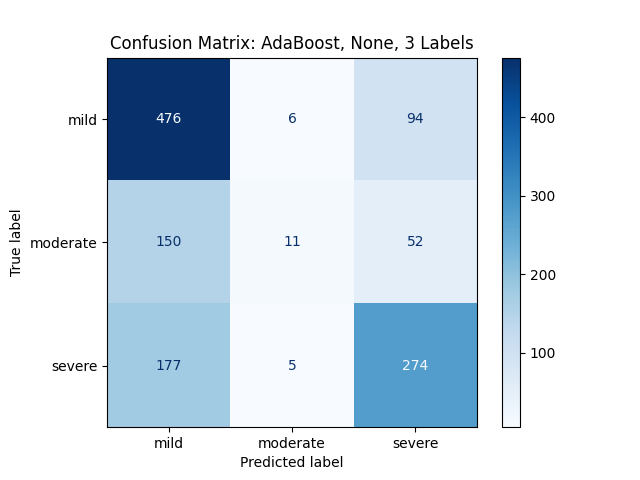 Confusion Matrix: AdaBoost, None, 3 Labels
True label
mild
476 6 94
moderate
150 11 52
severe
177 5 274
mild moderate severe
Predicted label
400
300
200
100